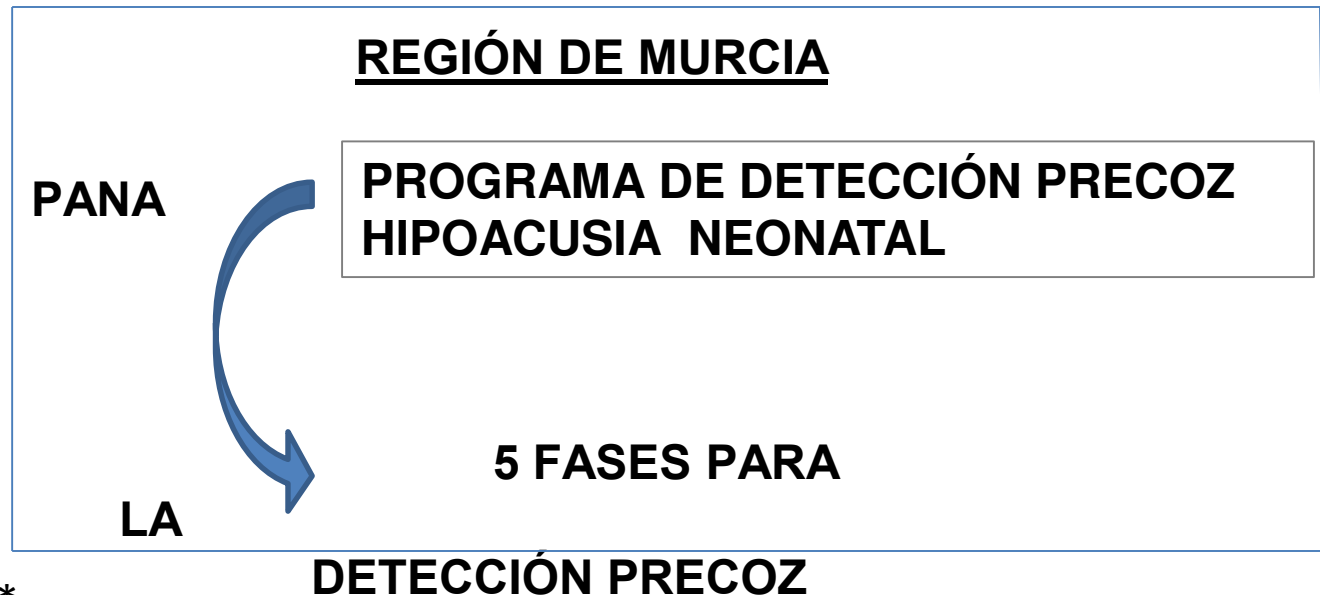 REGIÓN DE MURCIA
PANA
PROGRAMA DE DETECCIÓN PRECOZ
HIPOACUSIA NEONATAL
5 FASES PARA
LA
DETECCIÓN PRECOZ
*